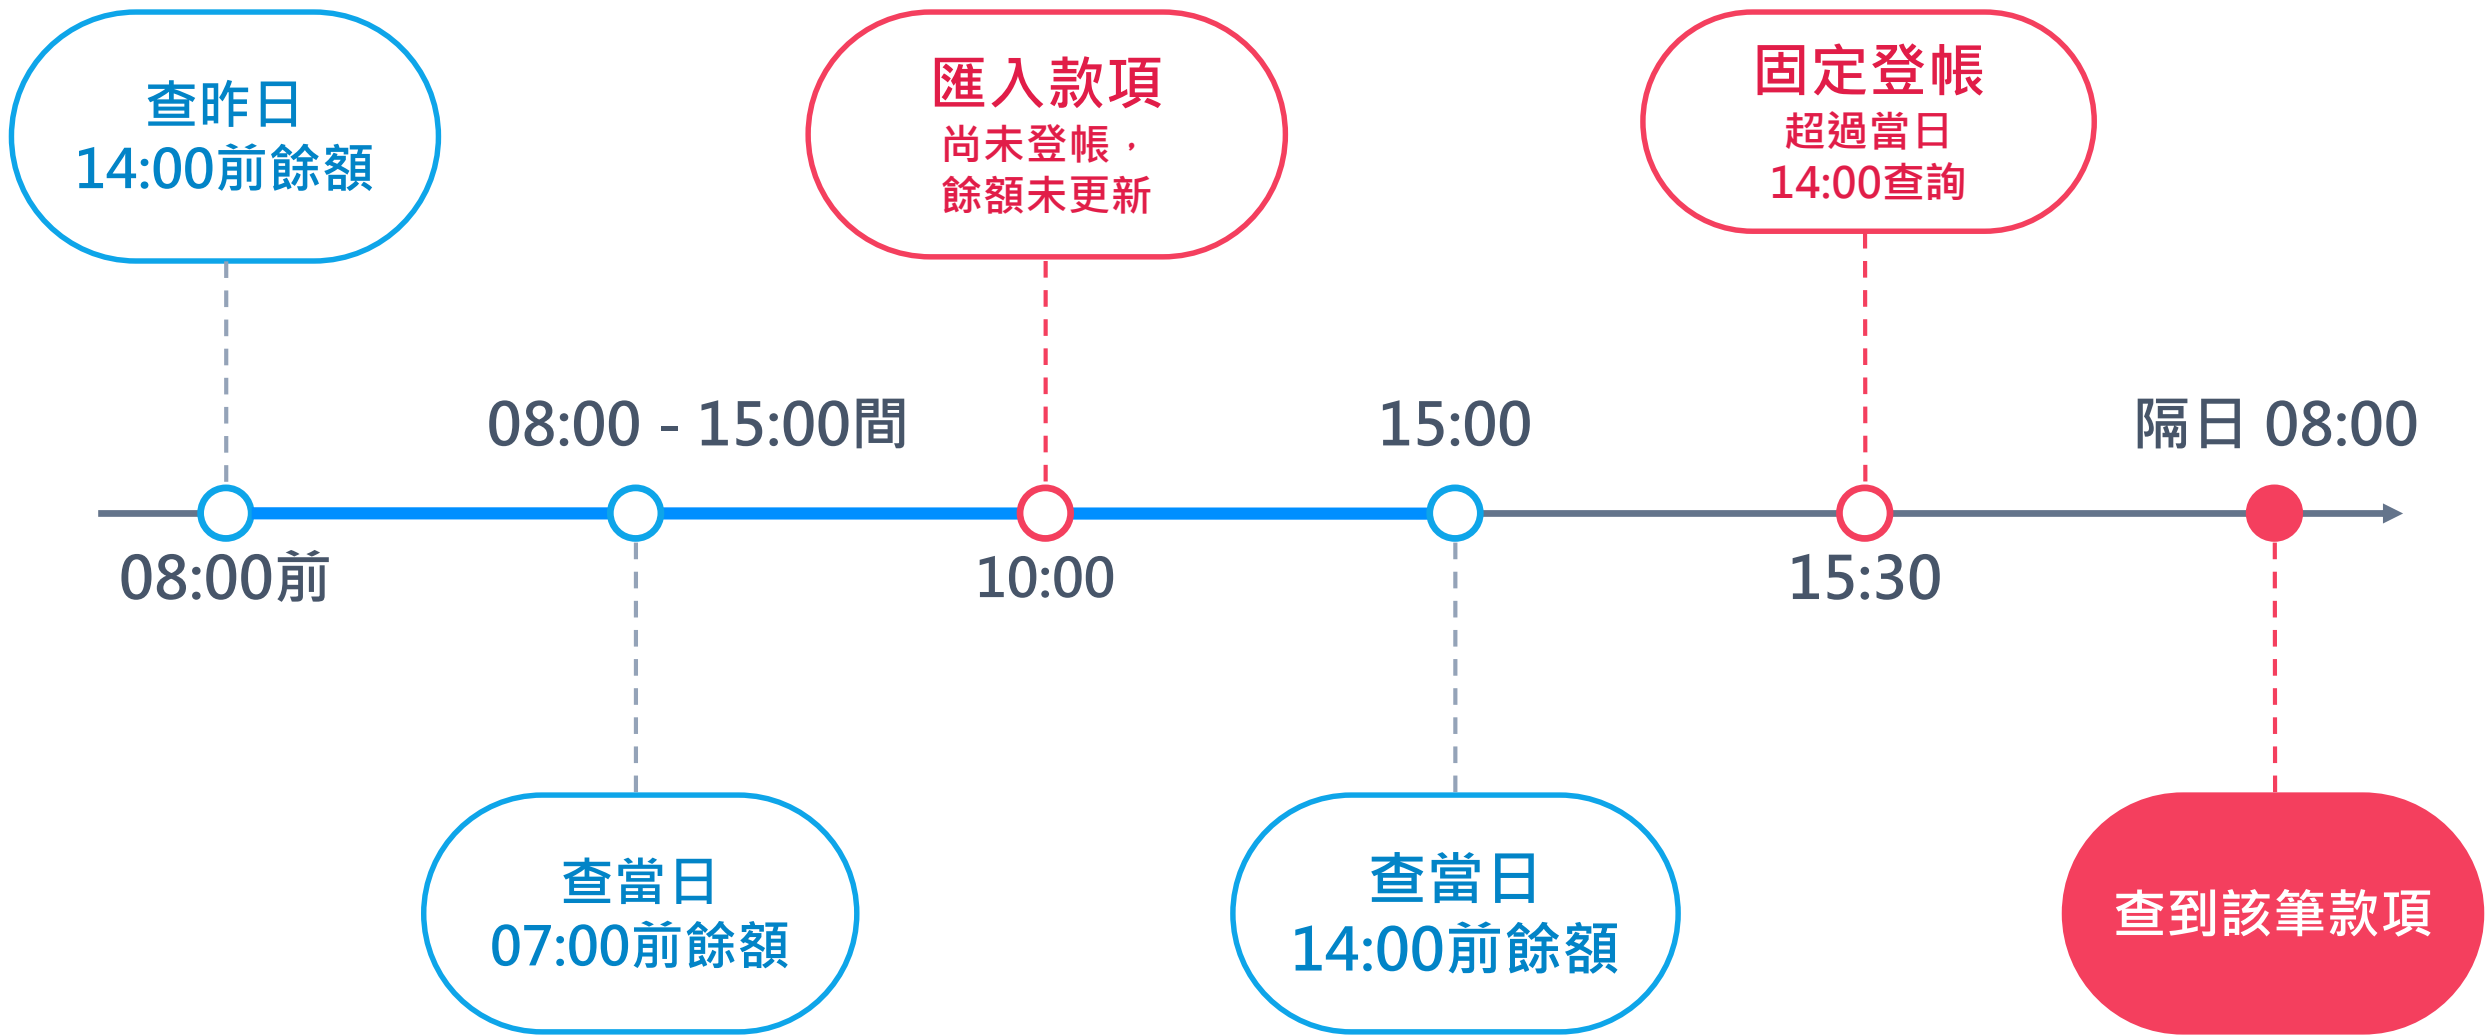 查昨日
14:00前餘額
08:00前
08:00 - 15:00間
查當日
07:00前餘額
匯入款項
尚未登帳，
餘額未更新
10:00
15:00
查當日
14:00前餘額
固定登帳
超過當日
14:00查詢
15:30
隔日 08:00
查到該筆款項